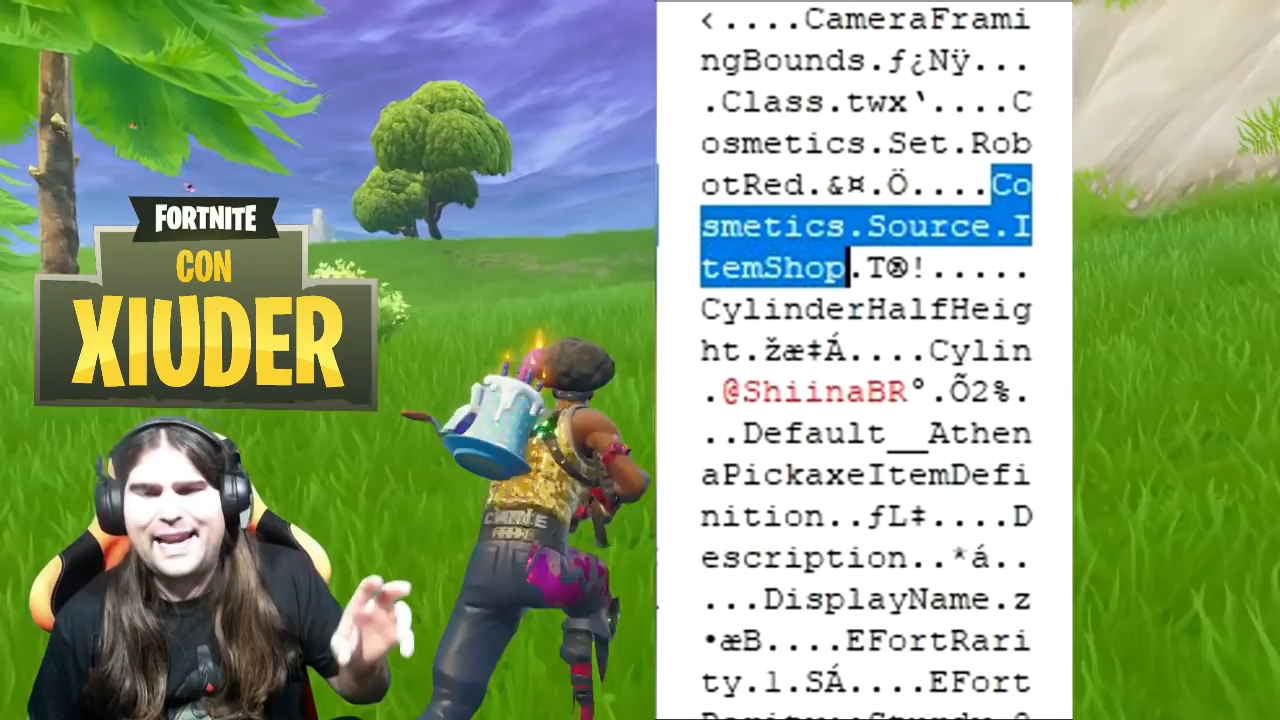 FORTNITE
CON
XIUDER
‹....CameraFrami
ngBounds.ƒ¿Nÿ...
.Class.twx‘....C
osmetics.Set.Rob
otRed.&¤.Ö....Co
smetics.Source.I
temShop.T®!.....
CylinderHalfHeig
ht.žæ‡Á....Cylin
.@ShiinaBR°.Õ2%.
..Default__Athen
aPickaxeItemDefi
nition..ƒL‡....D
escription..*á..
...DisplayName.z
•æB....EFortRari
ty.l.SÁ....EFort